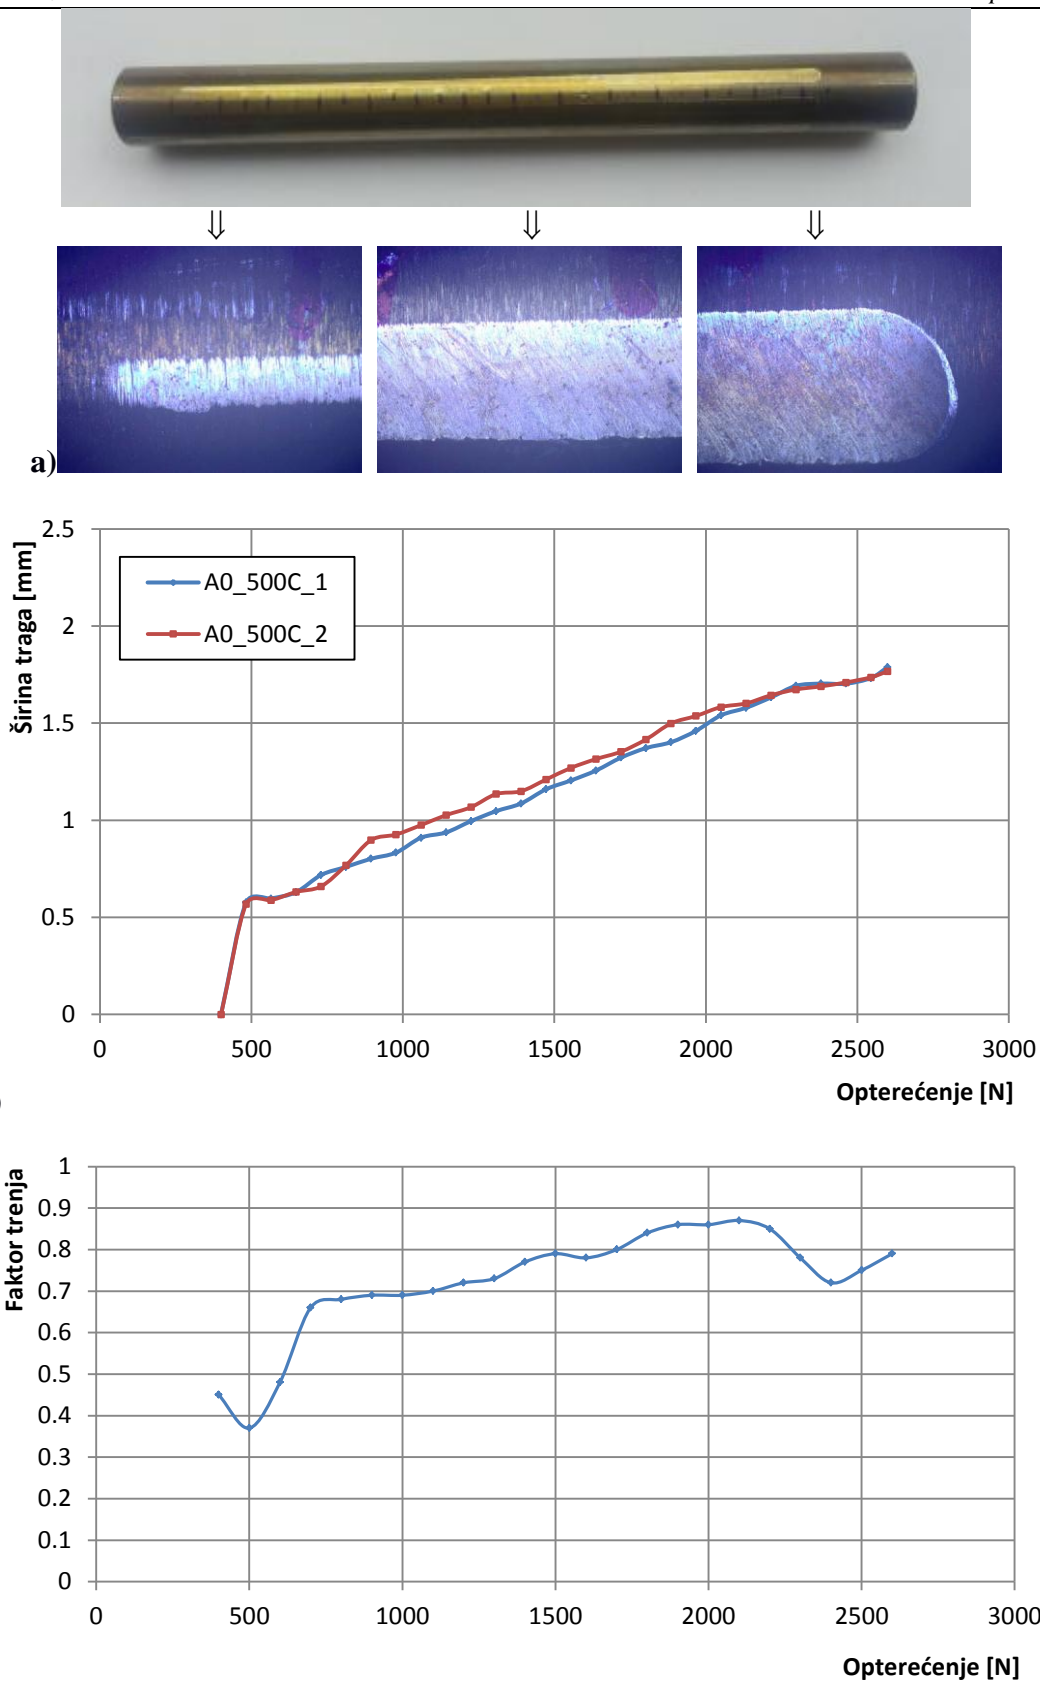 ⇓ ⇓ ⇓
a)
Širina traga [mm]
2.5
2
1.5
1
0.5
0
A0_500C_1
A0_500C_2
0 500 1000 1500 2000 2500 3000
Opterećenje [N]
)
Faktor trenja
1
0.9
0.8
0.7
0.6
0.5
0.4
0.3
0.2
0.1
0
0 500 1000 1500 2000 2500 3000
Opterećenje [N]